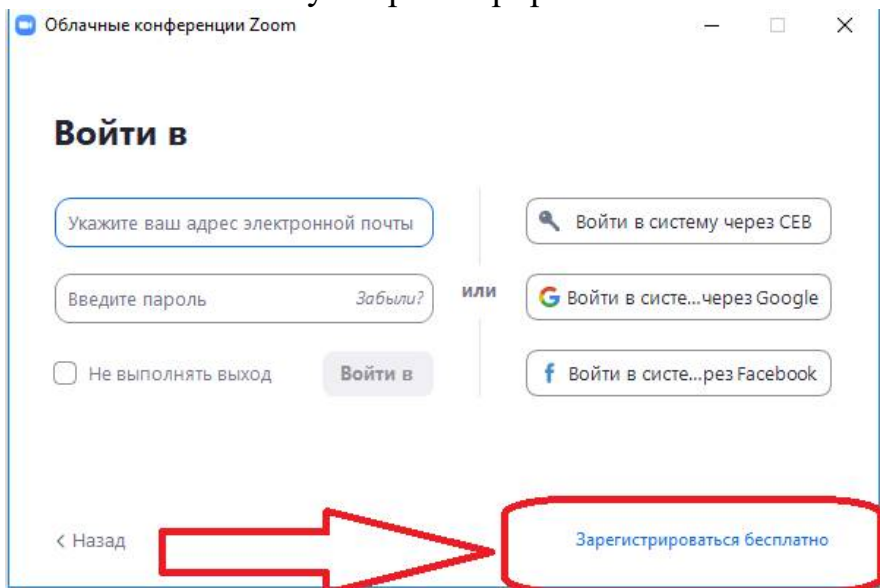 Облачные конференции Zoom
Войти в
Укажите ваш адрес электронной почты
Введите пароль Забыли?
Не выполнять выход Войти в
или
Войти в систему через СЕВ
Войти в систе...через Google
Войти в систе...рез Facebook
< Назад
Зарегистрироваться бесплатно